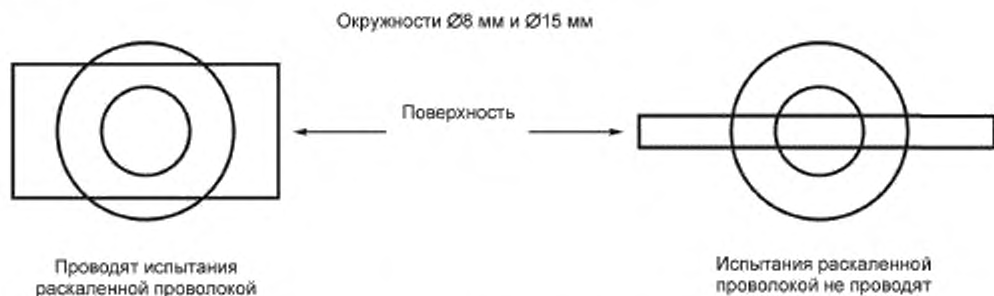 Окружности Ø8 мм и Ø15 мм
Поверхность
Проводят испытания
раскаленной проволокой
Испытания раскаленной
проволокой не проводят